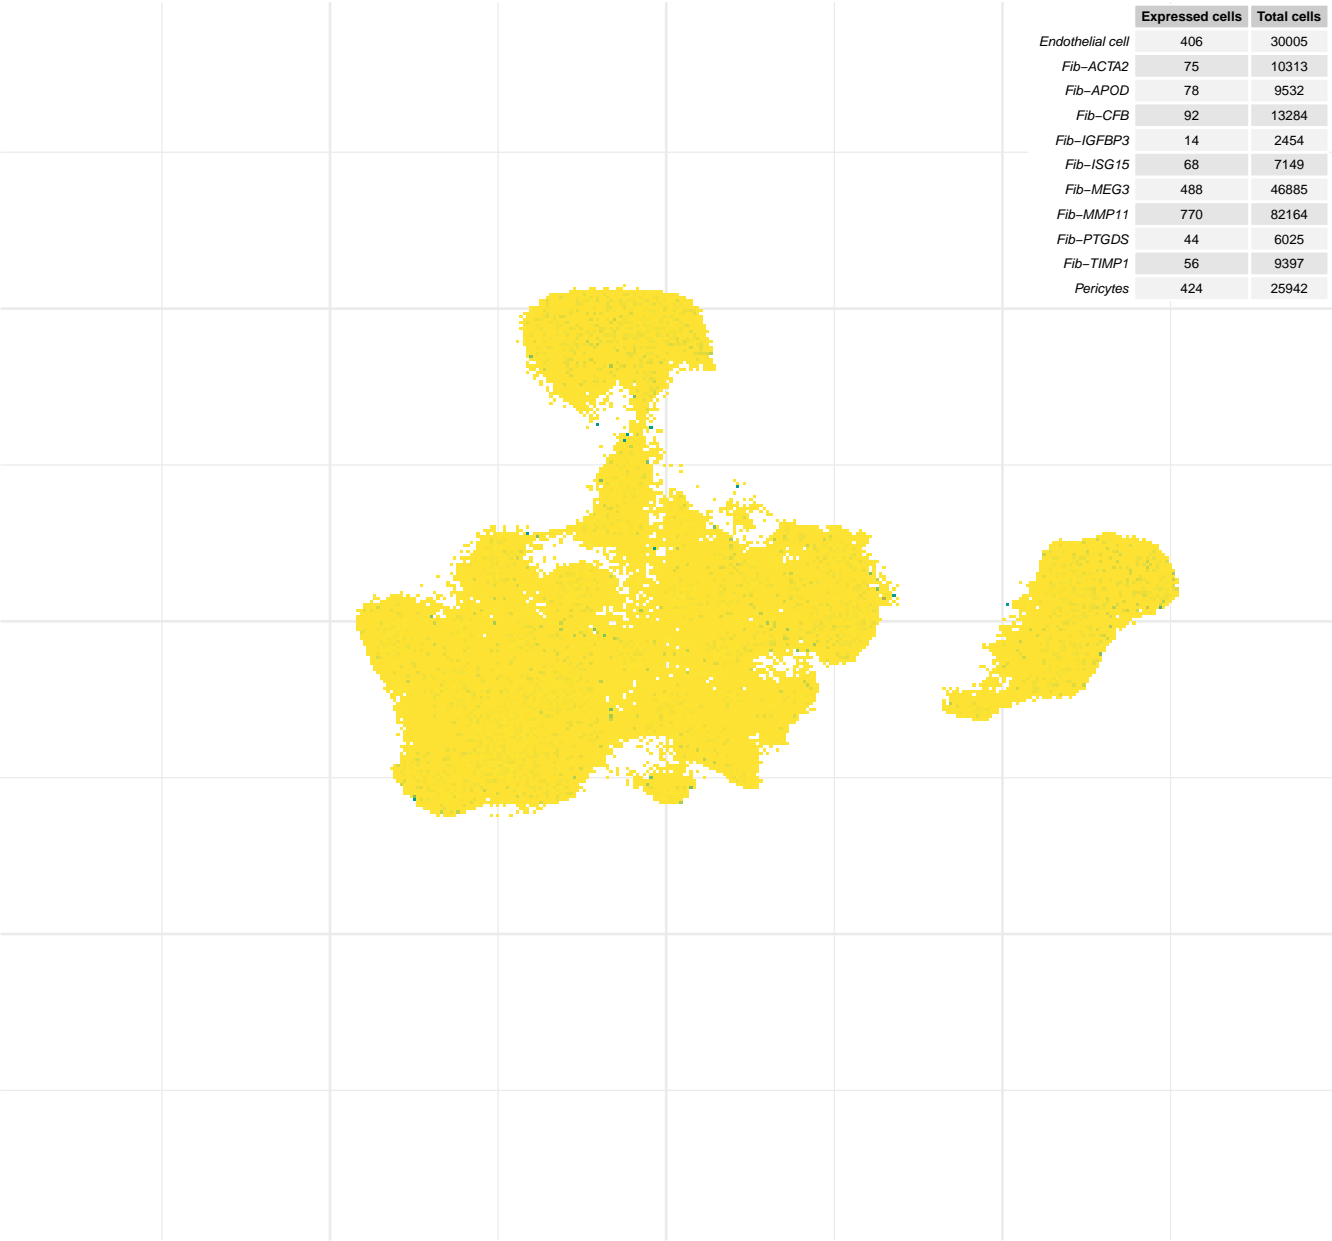 Expressed cells Total cells
Endothelial cell 406 30005
Fib−ACTA2 75 10313
Fib−APOD 78 9532
Fib−CFB 92 13284
Fib−IGFBP3 14 2454
Fib−ISG15 68 7149
Fib−MEG3 488 46885
Fib−MMP11 770 82164
Fib−PTGDS 44 6025
Fib−TIMP1 56 9397
Pericytes 424 25942